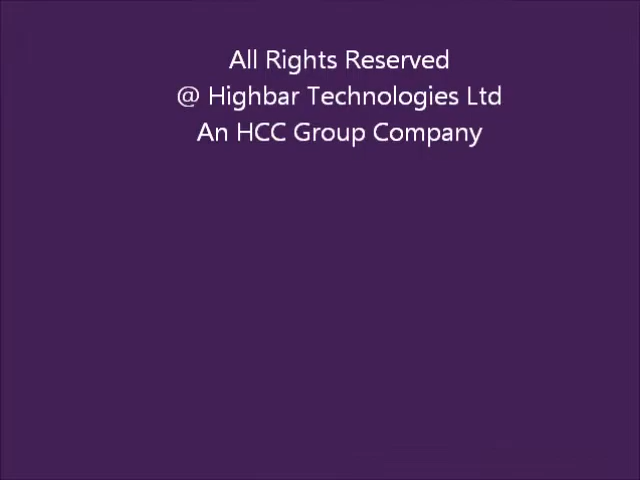 All Rights Reserved
@ Highbar Technologies Ltd
An HCC Group Company